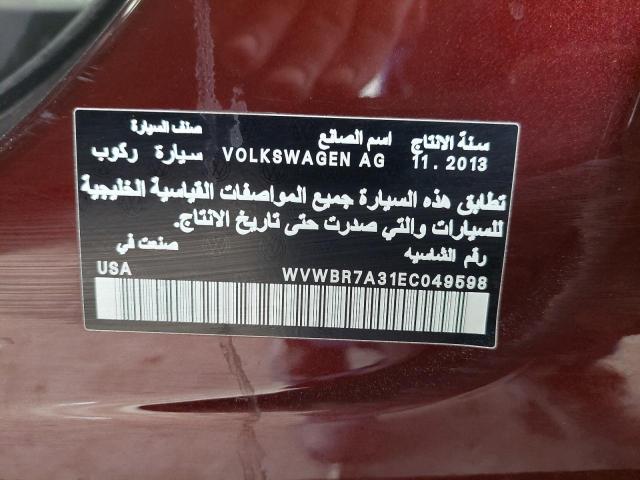 سنة الانتاج اسم الصانع صنف السيارة
11.2013 VOLKSWAGEN AG سيارة ركوب
تطابق هذه السيارة جميع المواصفات القياسية الخليجية
للسيارات والتي صدرت حتى تاريخ الانتاج.
رقم الشاسيه صنعت في
WVWBR7A31EC049598 USA